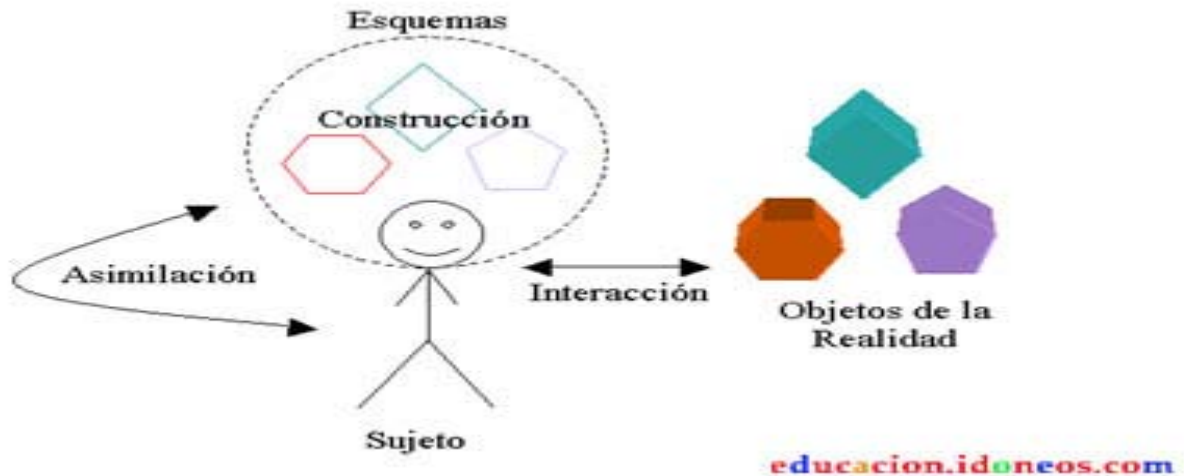 Esquemas
Construcción
Asimilación
Interacción
Objetos de la
Realidad
Sujeto
educacion.idoneos.com